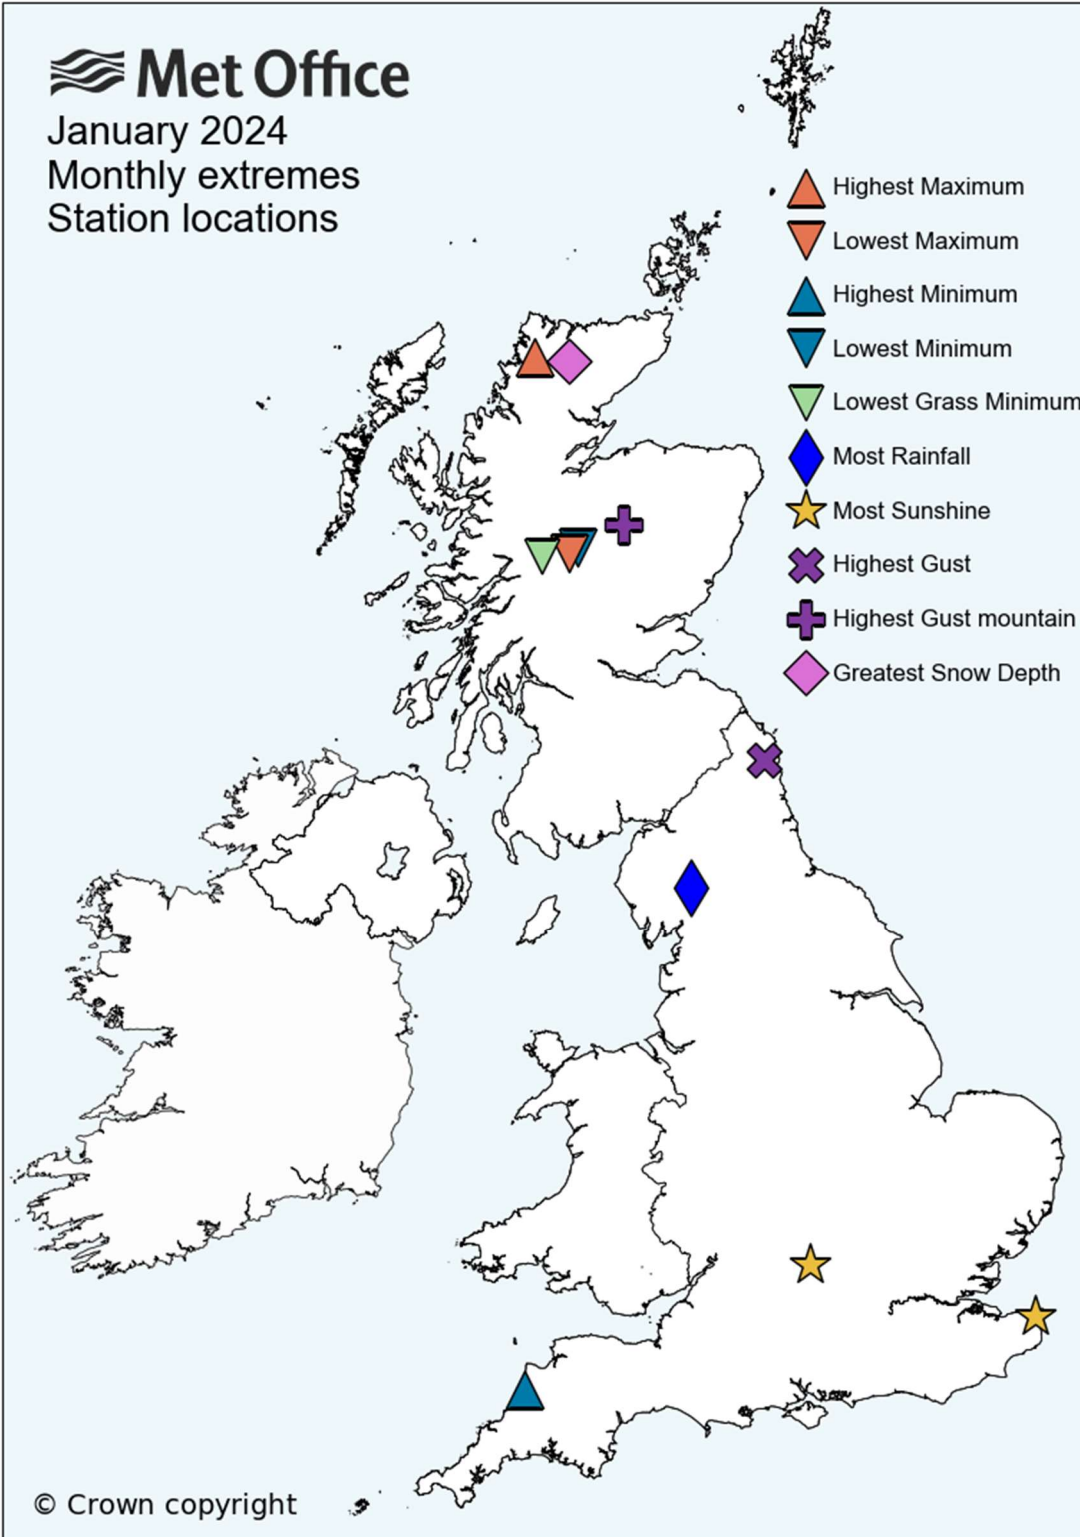 Met Office
January 2024
Monthly extremes
Station locations
Highest Maximum
Lowest Maximum
Highest Minimum
Lowest Minimum
Lowest Grass Minimum
Most Rainfall
Most Sunshine
Highest Gust
Highest Gust mountain
Greatest Snow Depth
© Crown copyright